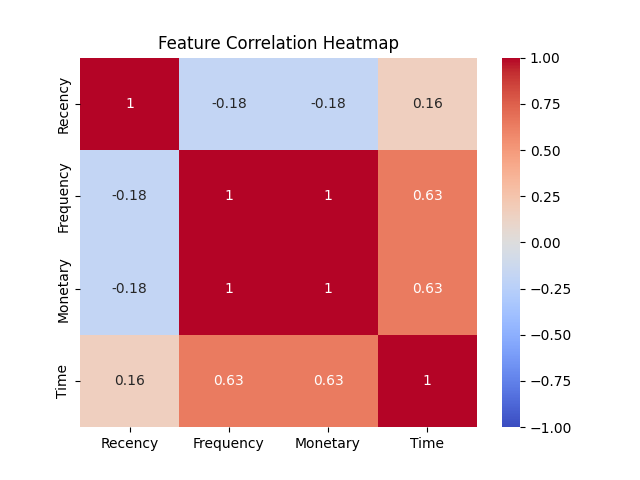 Feature Correlation Heatmap
Recency
1
-0.18
-0.18
0.16
Frequency
-0.18
1
1
0.63
Monetary
-0.18
1
1
0.63
Time
0.16
0.63
0.63
1
Recency
Frequency
Monetary
Time
1.00
0.75
0.50
0.25
0.00
−0.25
−0.50
−0.75
−1.00